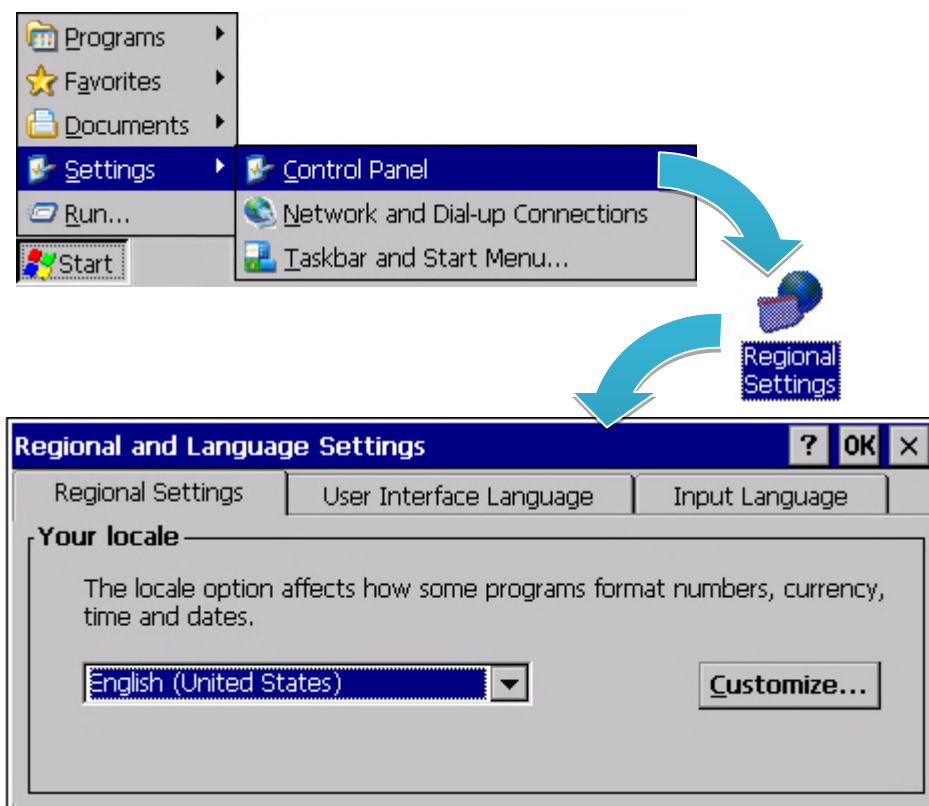 Programs
Favorites
Documents
Settings
Control Panel
Run...
Network and Dial-up Connections
Start
Taskbar and Start Menu...
Regional
Settings
Regional and Language Settings
? OK ×
Regional Settings
User Interface Language
Input Language
Your locale
The locale option affects how some programs format numbers, currency,
time and dates.
English (United States)
Customize...